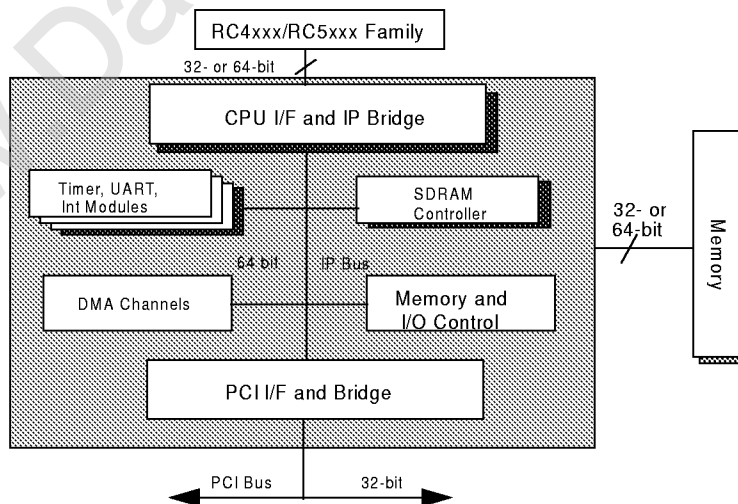 RC4xxx/RC5xxx Family
32- or 64-bit
CPU I/F and IP Bridge
Timer, UART,
Int Modules
SDRAM
Controller
32- or
64-bit
Memory
64 bit
IP Bus
DMA Channels
Memory and
I/O Control
PCI I/F and Bridge
PCI Bus
32-bit